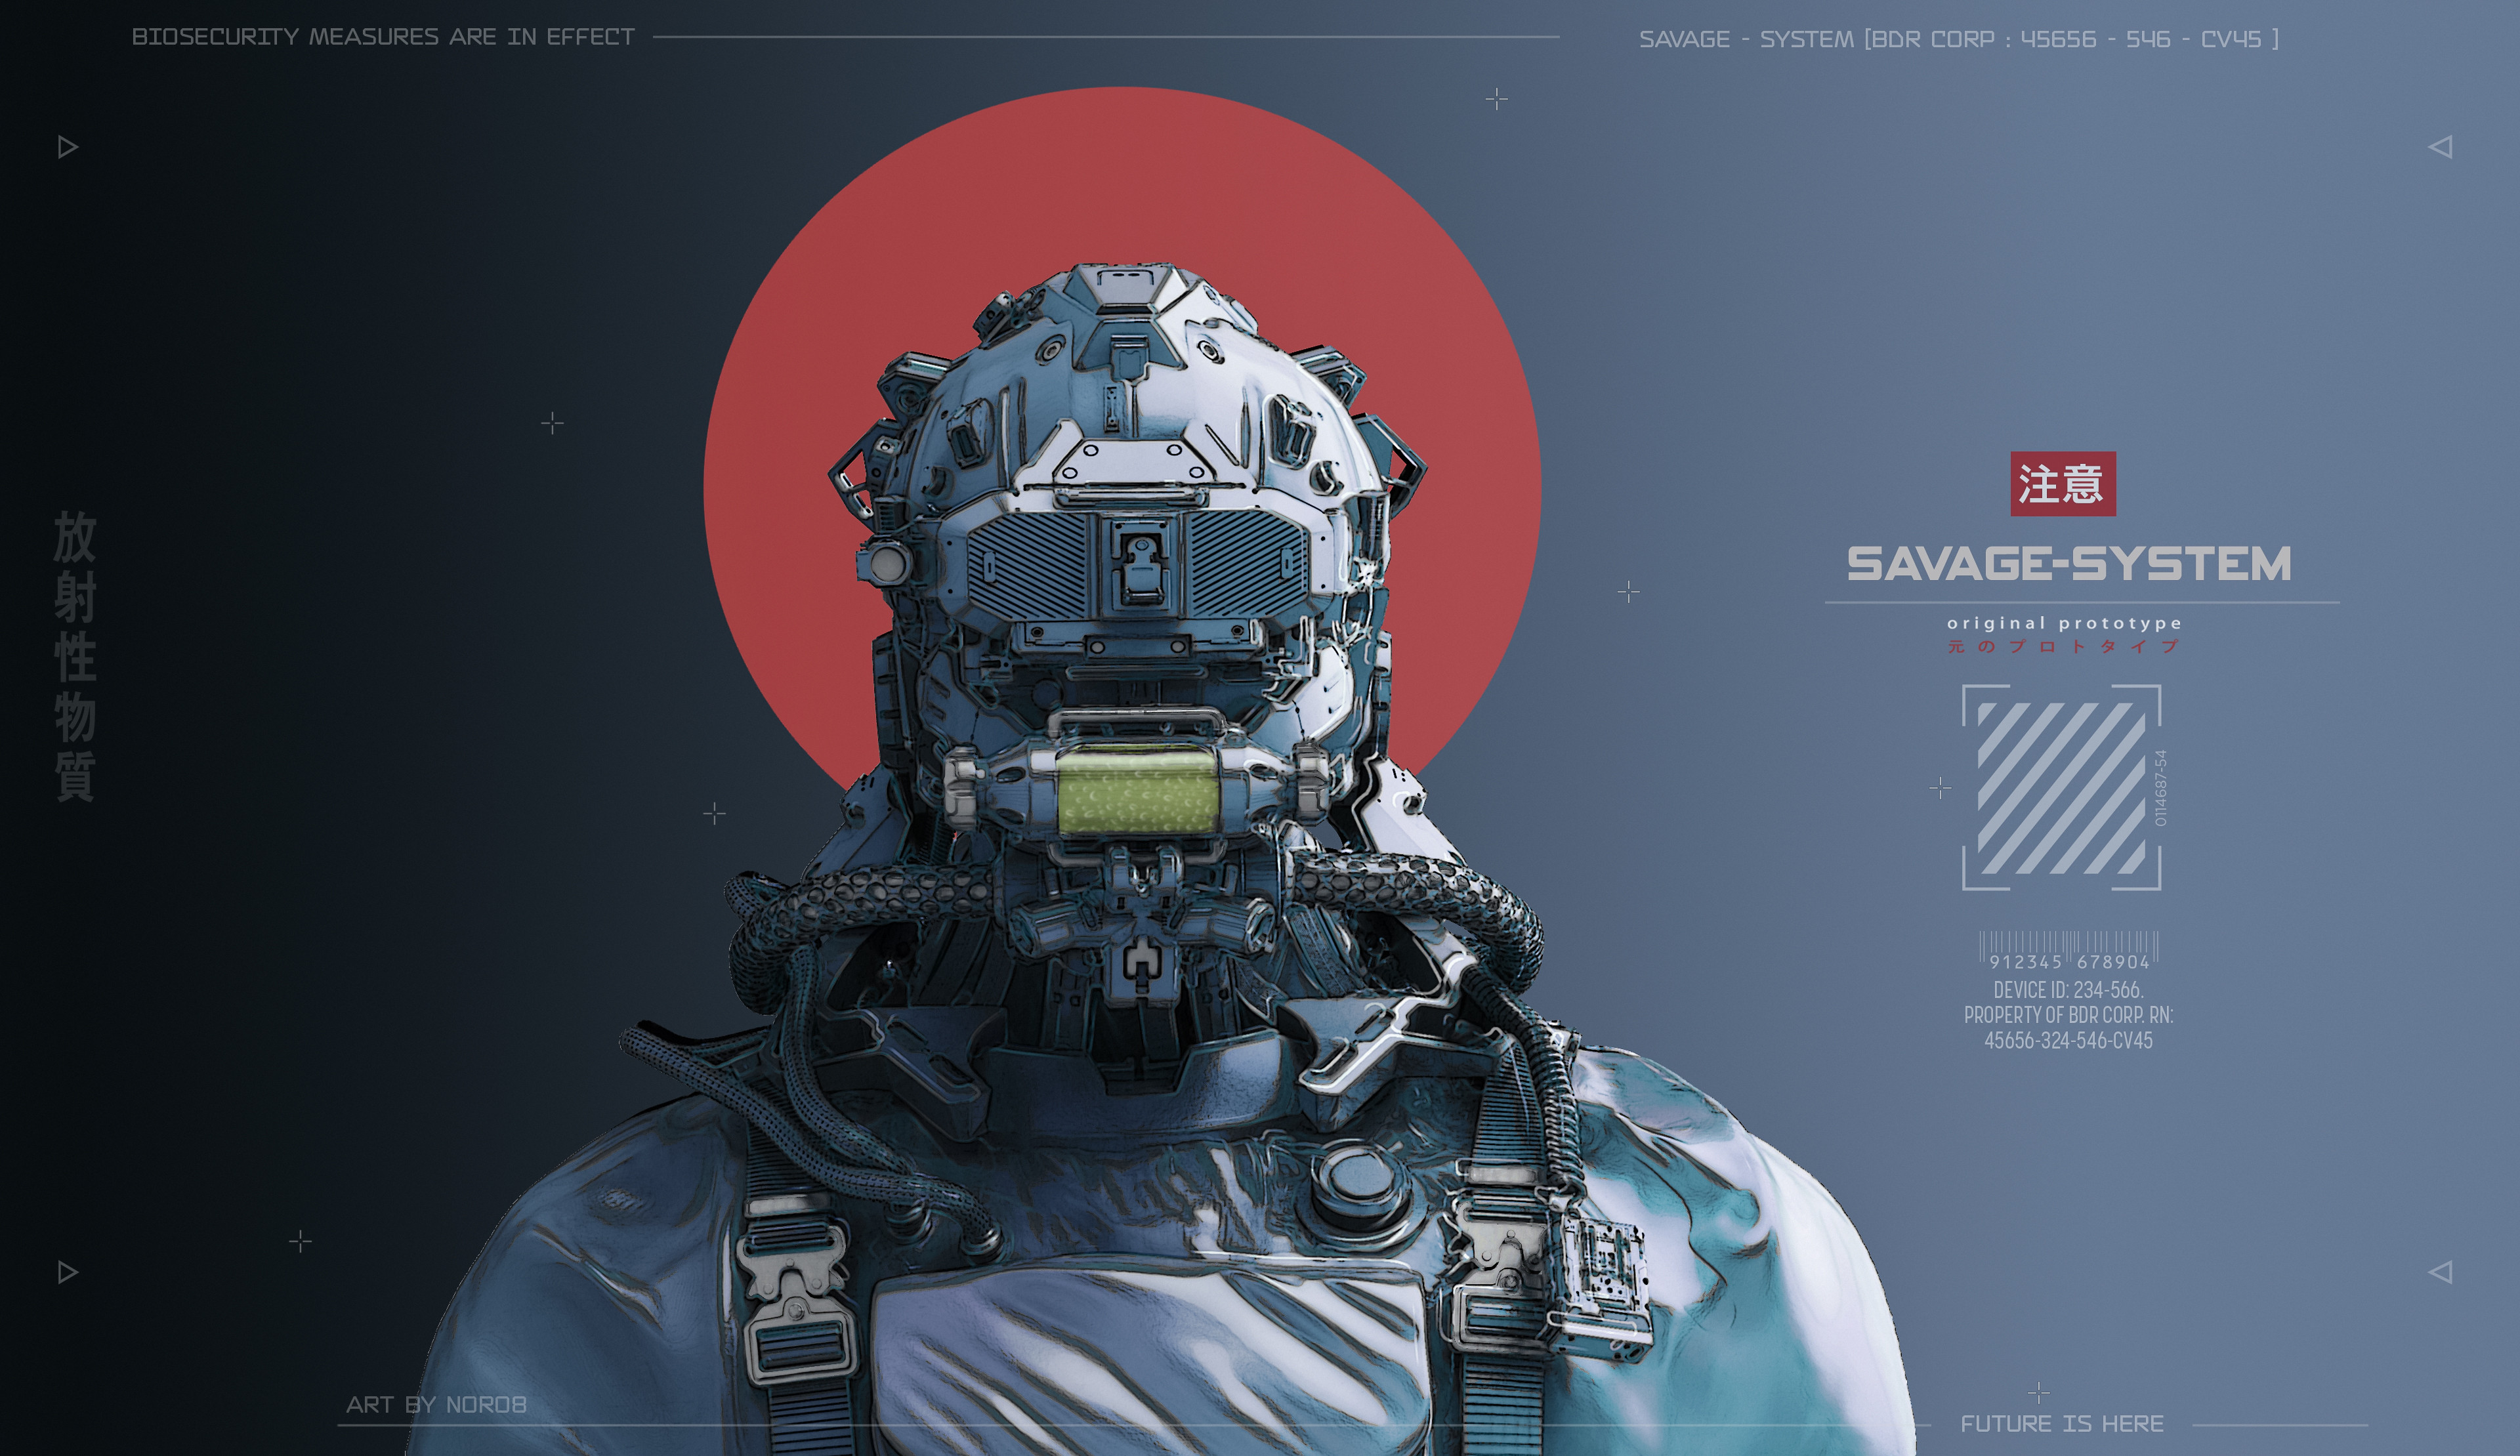 BIOSECURITY MEASURES ARE IN EFFECT
SAVAGE - SYSTEM [BDR CORP : 45656 - 546 - CV45 ]
放射性物質
注意
SAVAGE-SYSTEM
original prototype
元のプロトタイプ
0114687-54
912345 678904
DEVICE ID: 234-566.
PROPERTY OF BDR CORP. RN:
45656-324-546-CV45
ART BY NORO8
FUTURE IS HERE